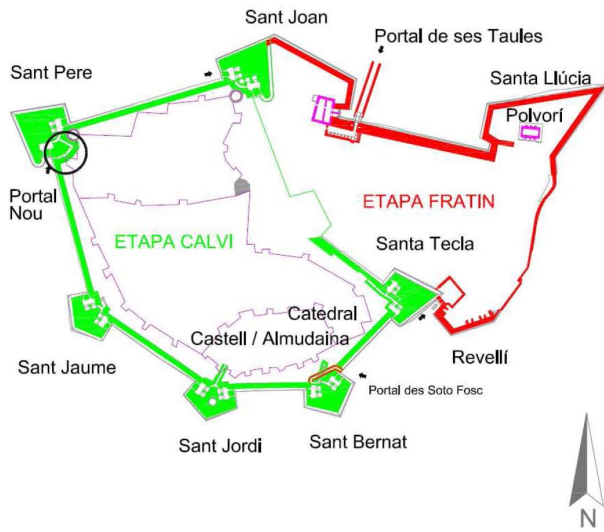 Sant Joan
Portal de ses Taules
Sant Pere
Santa Llúcia
Polvorí
Portal
Nou
ETAPA FRATIN
ETAPA CALVI
Santa Tecla
Catedral
Castell / Almudaina
Revellí
Sant Jaume
Portal des Soto Fosc
Sant Jordi
Sant Bernat
N